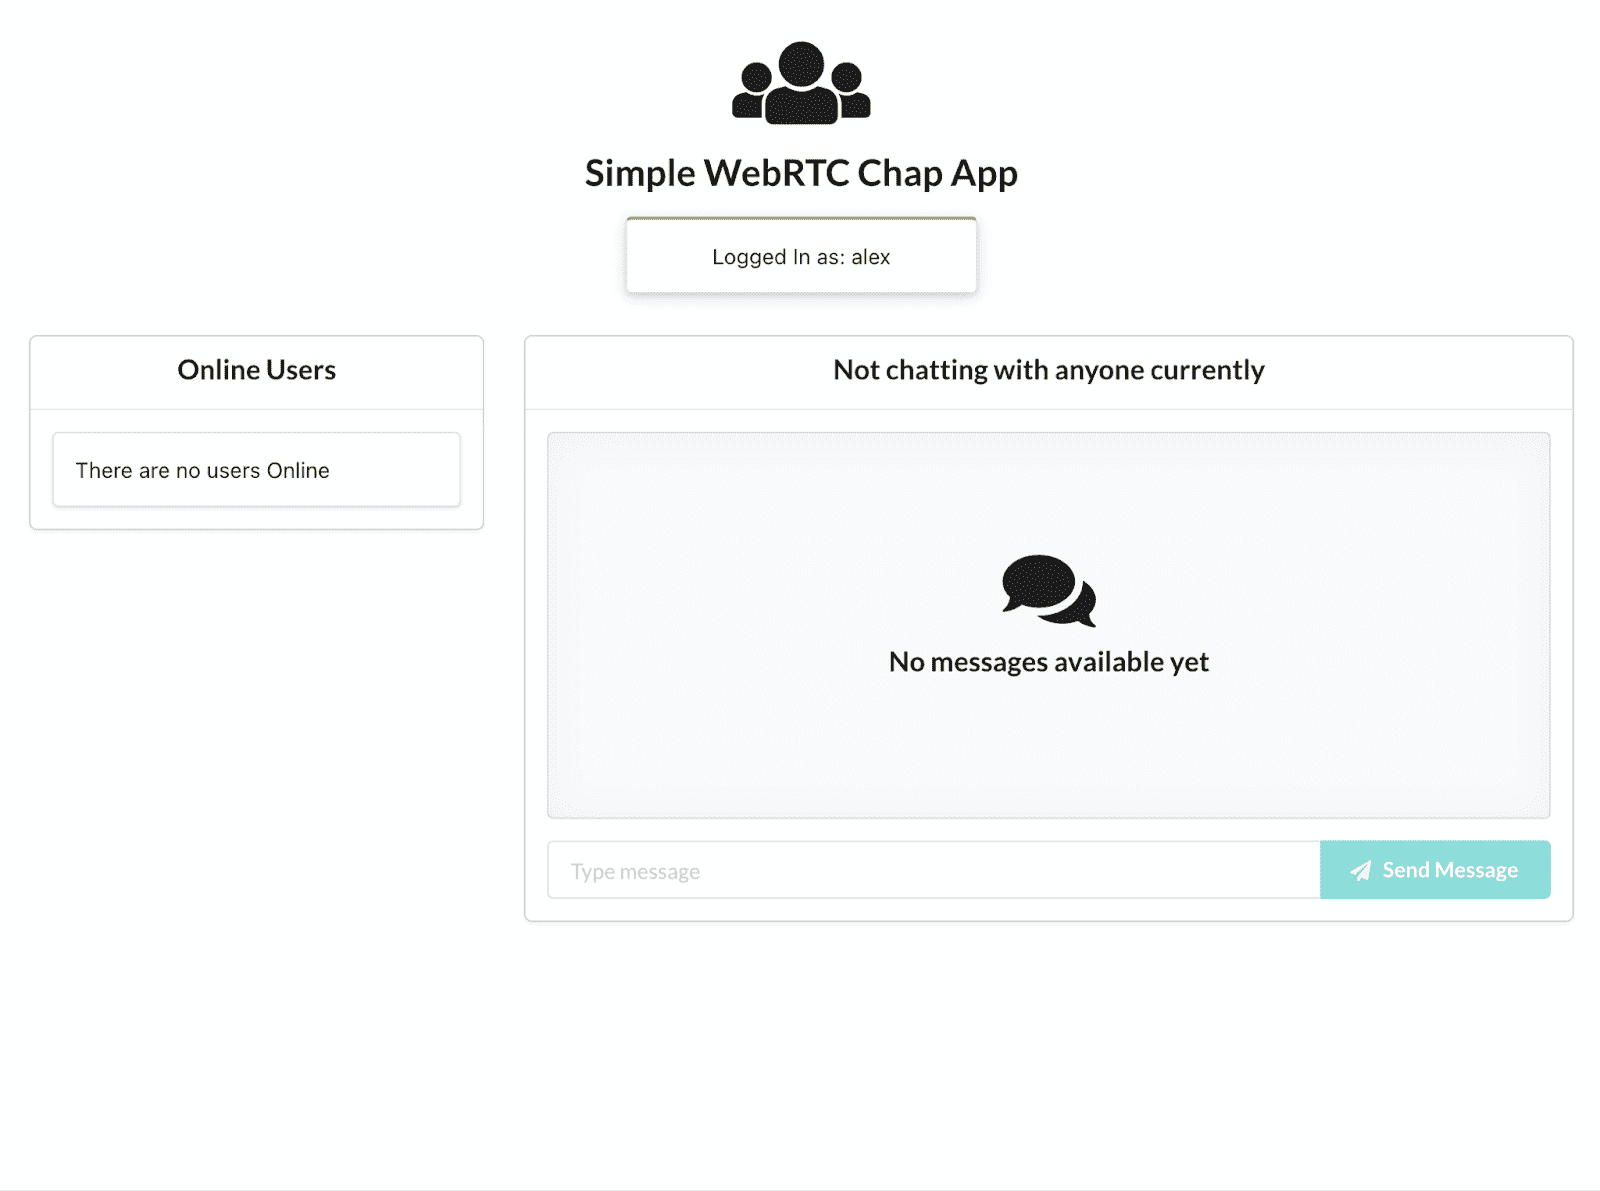 Simple WebRTC Chap App
Logged In as: alex
Online Users
There are no users Online
Not chatting with anyone currently
No messages available yet
Type message
Send Message